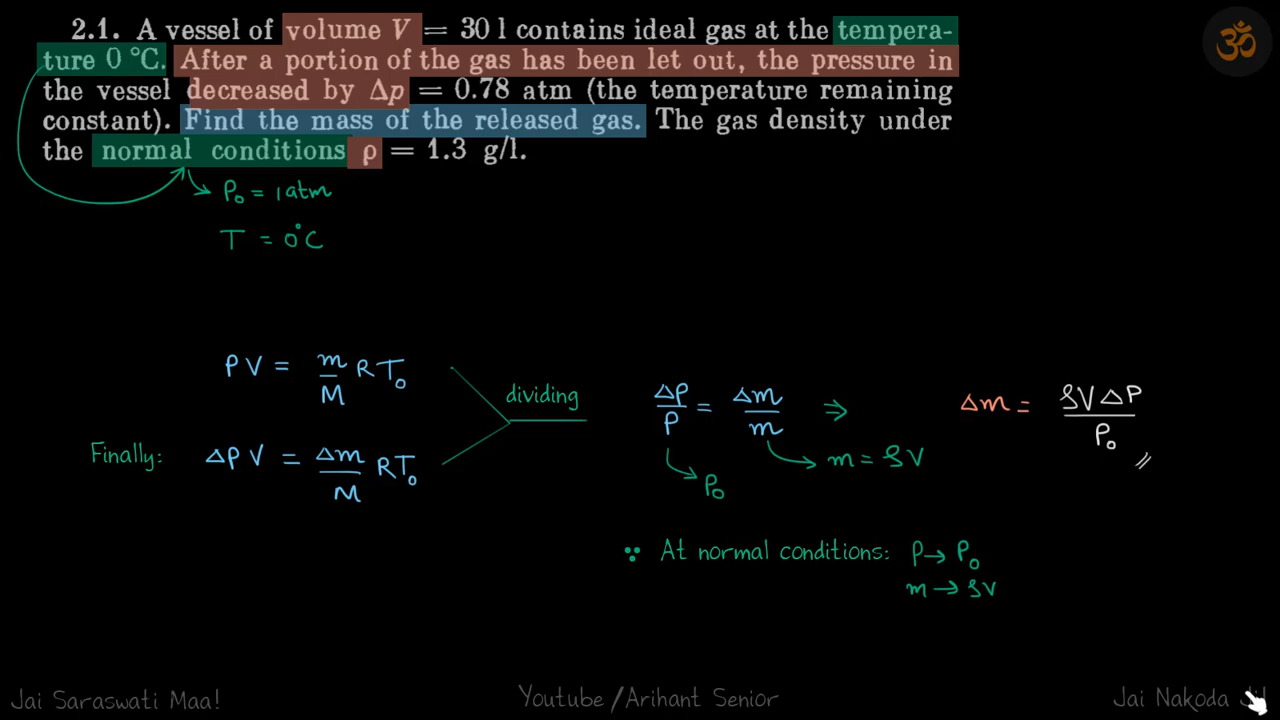 2.1. A vessel of volume V = 30 l contains ideal gas at the tempera-
ture 0 °C. After a portion of the gas has been let out, the pressure in
the vessel decreased by Δp = 0.78 atm (the temperature remaining
constant). Find the mass of the released gas. The gas density under
the normal conditions ρ = 1.3 g/l.
P₀ = 1 atm
T = 0°C
PV = m/M RT₀
Finally: ΔPV = Δm/M RT₀
dividing
ΔP/P = Δm/m ⇒
P₀
m = ρV
Δm = ρVΔP/P₀ //
∵ At normal conditions: P → P₀
m → ρV
ॐ
Jai Saraswati Maa!
Youtube/Arihant Senior
Jai Nakoda Ji!